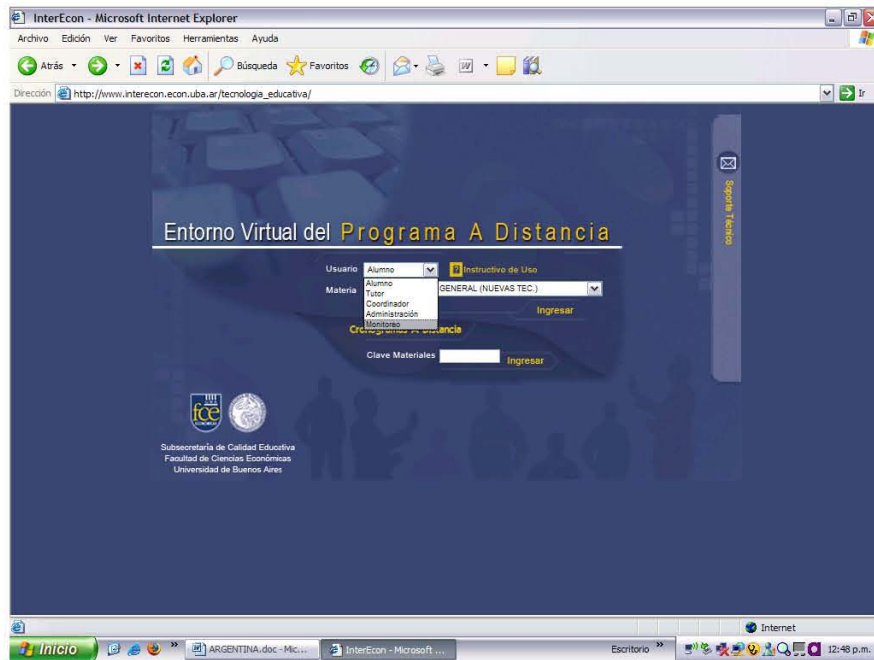 InterEcon - Microsoft Internet Explorer
Archivo Edición Ver Favoritos Herramientas Ayuda
Atrás Búsqueda Favoritos
Dirección http://www.interecon.econ.uba.ar/tecnologia_educativa/ Ir
Soporte Técnico
Entorno Virtual del Programa A Distancia
Usuario Alumno Instructivo de Uso
Materia GENERAL (NUEVAS TEC.)
Alumno
Tutor
Coordinador
Administración
Monitoreo
Ingresar
Cronogramas A Distancia
Clave Materiales Ingresar
fce
Subsecretaría de Calidad Educativa
Facultad de Ciencias Económicas
Universidad de Buenos Aires
Internet
Inicio ARGENTINA.doc - Mic... InterEcon - Microsoft ... Escritorio 12:48 p.m.